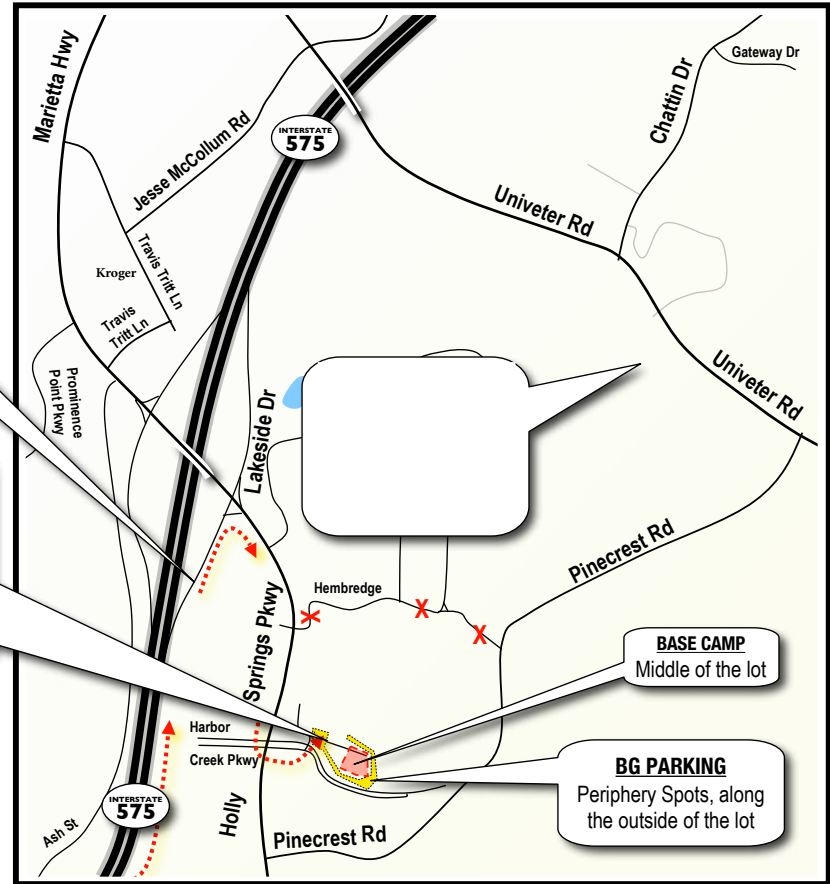 Marietta Hwy
Jesse McCollum Rd
INTERSTATE
575
Gateway Dr
Chattin Dr
Univeter Rd
Kroger
Travis Tritt Ln
Travis
Tritt Ln
Prominence
Point Pkwy
Lakeside Dr
Univeter Rd
Pinecrest Rd
Hembredge
X
X
X
Springs Pkwy
Holly
BASE CAMP
Middle of the lot
Harbor
Creek Pkwy
BG PARKING
Periphery Spots, along
the outside of the lot
INTERSTATE
575
Ash St
Pinecrest Rd